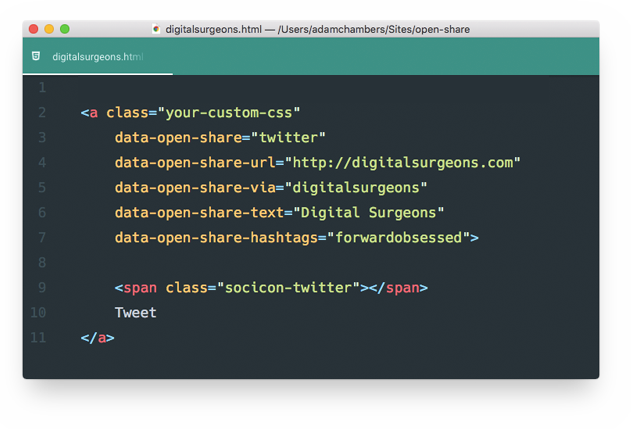 digitalsurgeons.html — /Users/adamchambers/Sites/open-share
digitalsurgeons.html
1
2 <a class="your-custom-css"
3 data-open-share="twitter"
4 data-open-share-url="http://digitalsurgeons.com"
5 data-open-share-via="digitalsurgeons"
6 data-open-share-text="Digital Surgeons"
7 data-open-share-hashtags="forwardobsessed">
8
9 <span class="socicon-twitter"></span>
10 Tweet
11 </a>